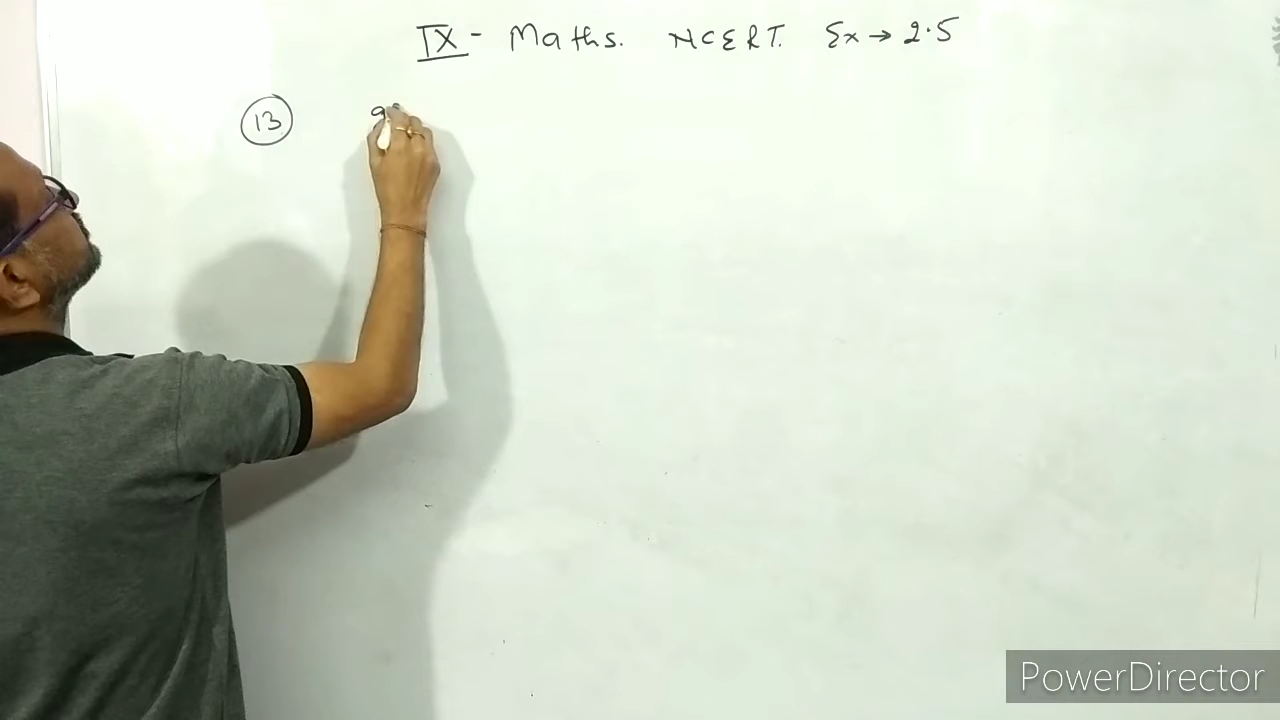 IX - Maths. NCERT. Ex → 2.5
13
PowerDirector